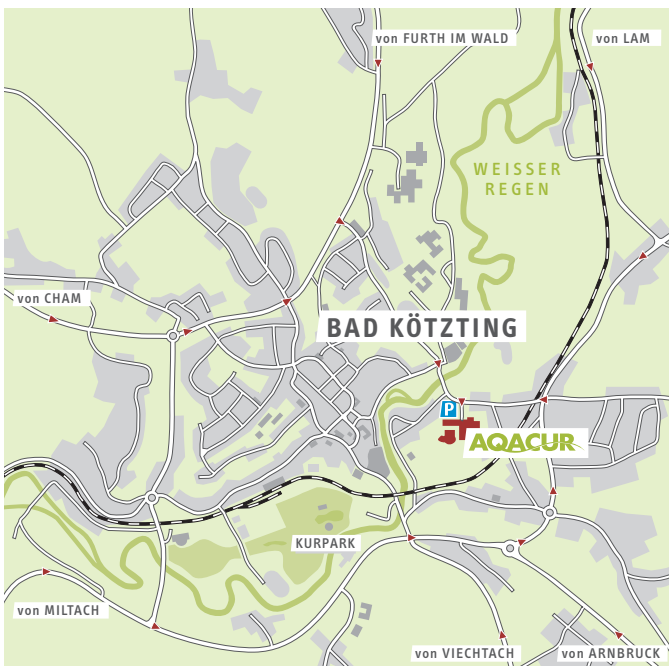 von FURTH IM WALD
von LAM
WEISSER
REGEN
von CHAM
BAD KÖTZTING
P
AQACUR
KURPARK
von MILTACH
von VIECHTACH
von ARNBRUCK